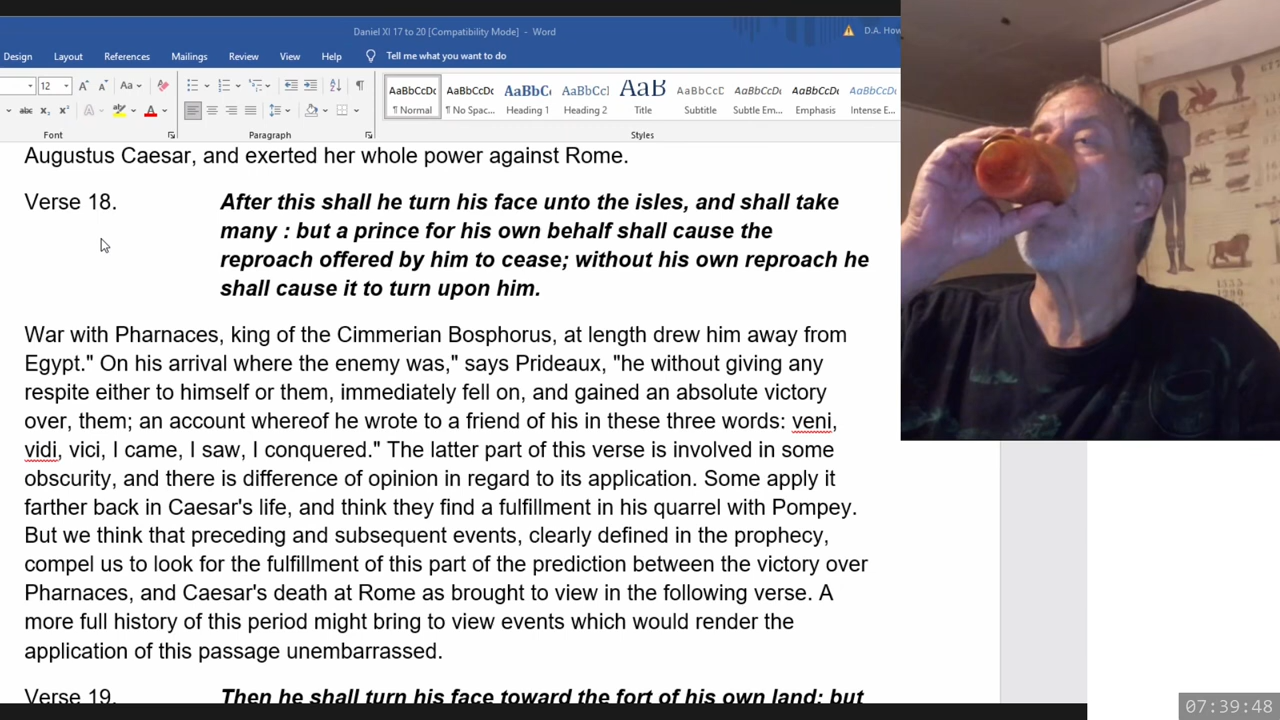 Daniel XI 17 to 20 [Compatibility Mode] - Word
D.A. How
Design Layout References Mailings Review View Help Tell me what you want to do
12
AaBbCcDc AaBbCcDc AaBbCc AaBbCcI AaB AaBbCcDc AaBbCcDc AaBbCcDc AaBbCcDc
¶ Normal ¶ No Spac... Heading 1 Heading 2 Title Subtitle Subtle Em... Emphasis Intense E...
Font Paragraph Styles
Augustus Caesar, and exerted her whole power against Rome.
Verse 18. After this shall he turn his face unto the isles, and shall take
many : but a prince for his own behalf shall cause the
reproach offered by him to cease; without his own reproach he
shall cause it to turn upon him.
War with Pharnaces, king of the Cimmerian Bosphorus, at length drew him away from
Egypt." On his arrival where the enemy was," says Prideaux, "he without giving any
respite either to himself or them, immediately fell on, and gained an absolute victory
over, them; an account whereof he wrote to a friend of his in these three words: veni,
vidi, vici, I came, I saw, I conquered." The latter part of this verse is involved in some
obscurity, and there is difference of opinion in regard to its application. Some apply it
farther back in Caesar's life, and think they find a fulfillment in his quarrel with Pompey.
But we think that preceding and subsequent events, clearly defined in the prophecy,
compel us to look for the fulfillment of this part of the prediction between the victory over
Pharnaces, and Caesar's death at Rome as brought to view in the following verse. A
more full history of this period might bring to view events which would render the
application of this passage unembarrassed.
Verse 19. Then he shall turn his face toward the fort of his own land: but
07:39:48